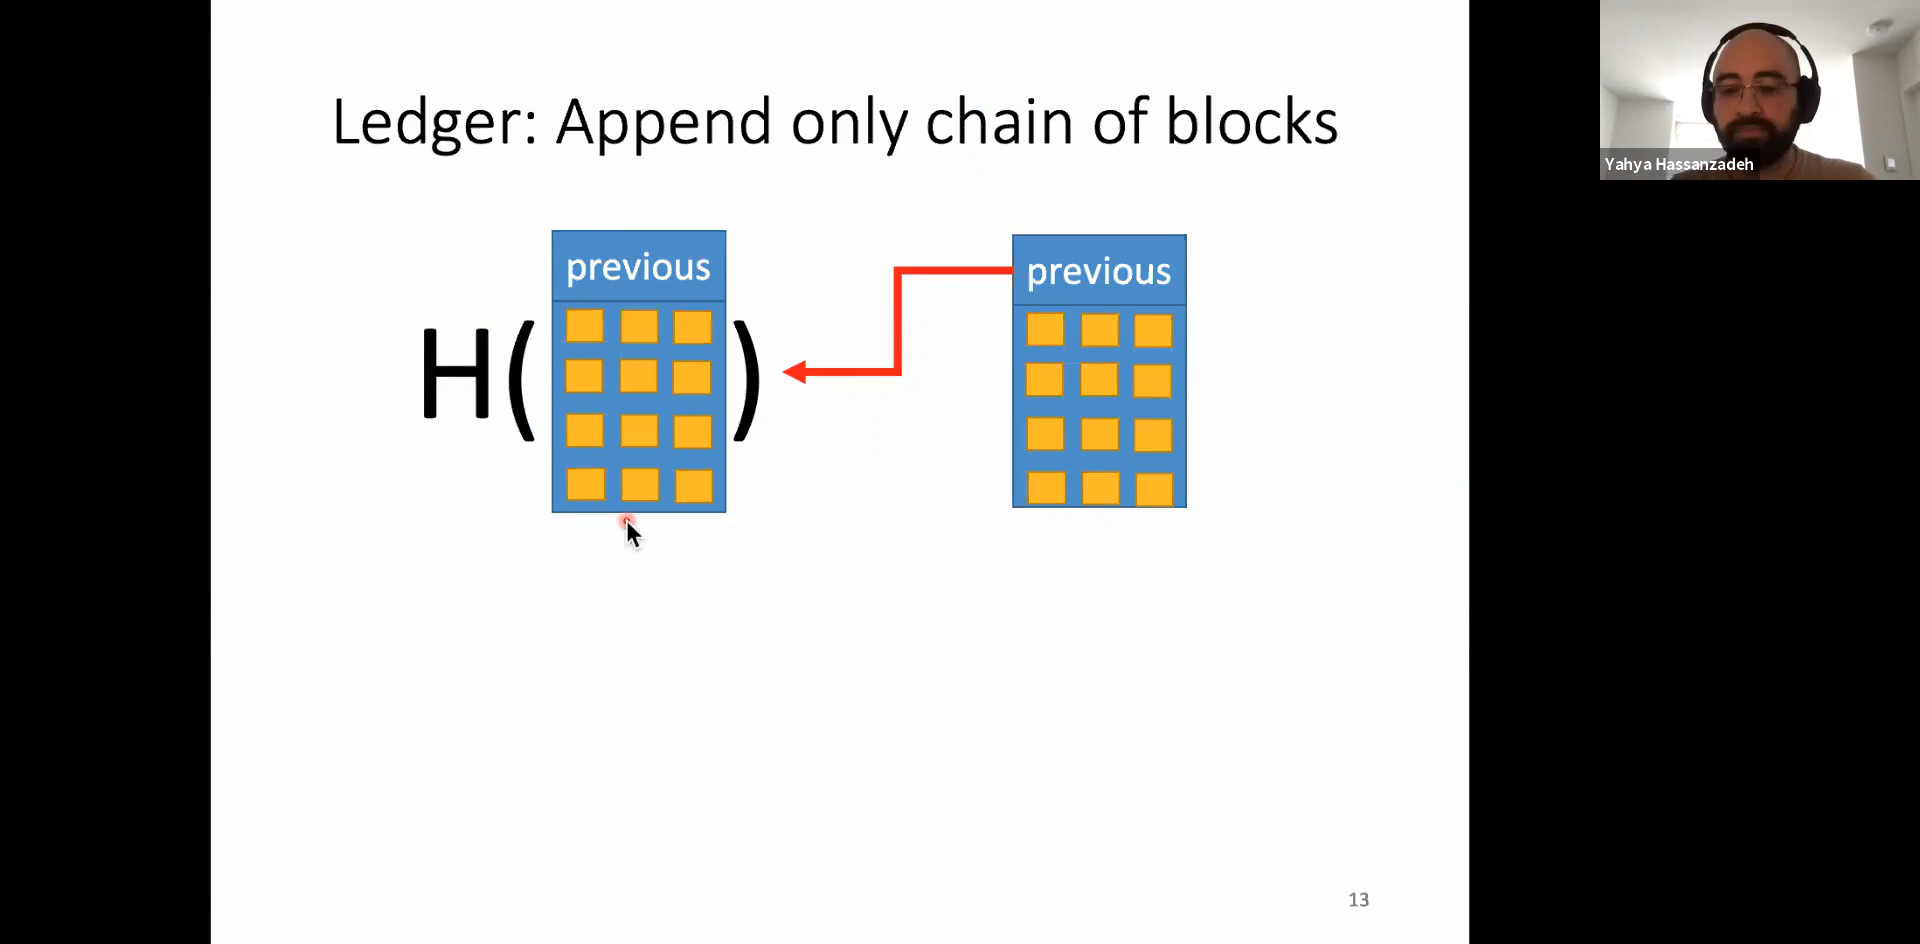 Ledger: Append only chain of blocks
Yahya Hassanzadeh
previous
previous
H( )
13